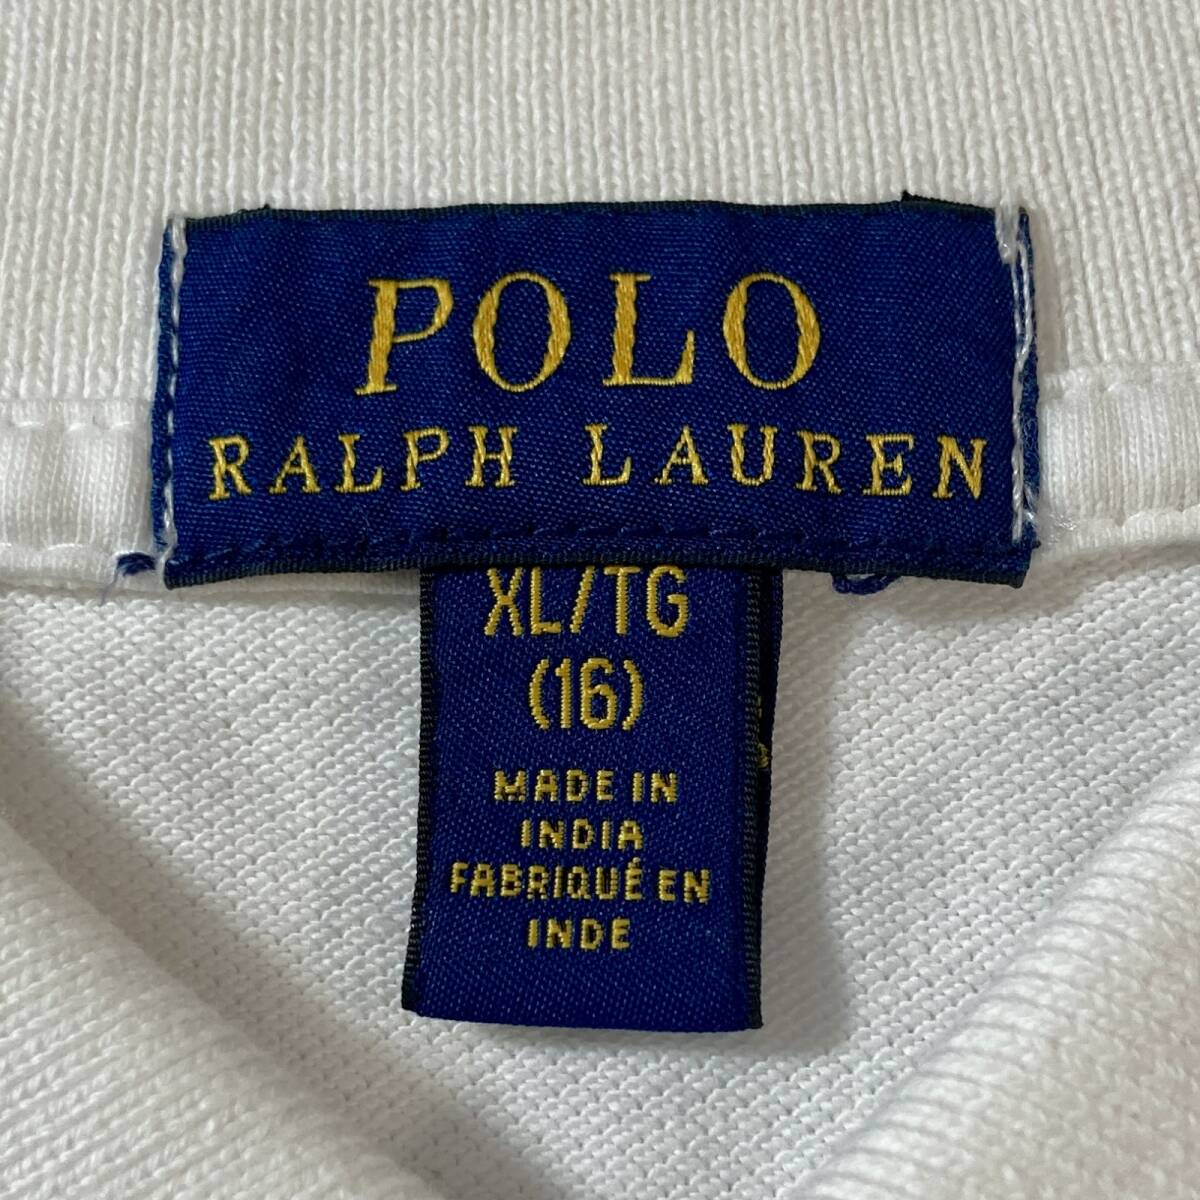 POLO
RALPH LAUREN
XL/TG
(16)
MADE IN
INDIA
FABRIQUÉ EN
INDE